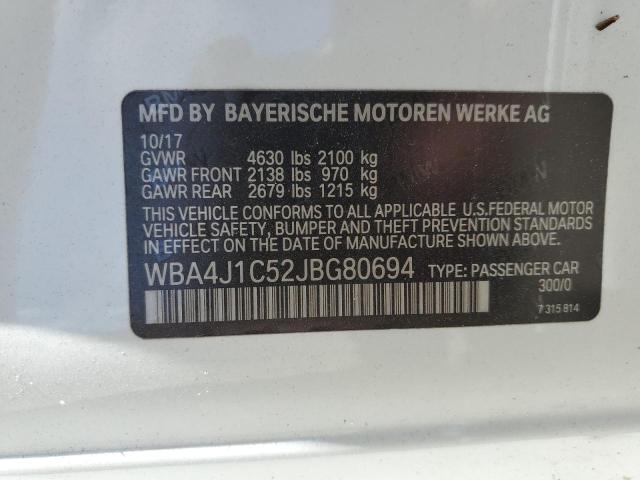 MFD BY BAYERISCHE MOTOREN WERKE AG
10/17
GVWR 4630 lbs 2100 kg
GAWR FRONT 2138 lbs 970 kg
GAWR REAR 2679 lbs 1215 kg
THIS VEHICLE CONFORMS TO ALL APPLICABLE U.S.FEDERAL MOTOR
VEHICLE SAFETY, BUMPER AND THEFT PREVENTION STANDARDS
IN EFFECT ON THE DATE OF MANUFACTURE SHOWN ABOVE.
WBA4J1C52JBG80694 TYPE: PASSENGER CAR
300/0
7 315 814